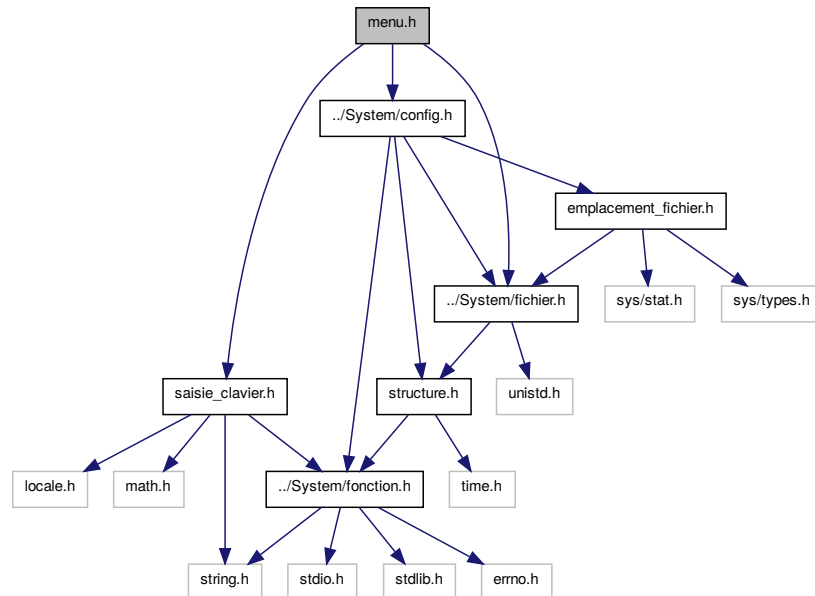 menu.h
../System/config.h
emplacement_fichier.h
../System/fichier.h
sys/stat.h
sys/types.h
saisie_clavier.h
structure.h
unistd.h
locale.h
math.h
../System/fonction.h
time.h
string.h
stdio.h
stdlib.h
errno.h